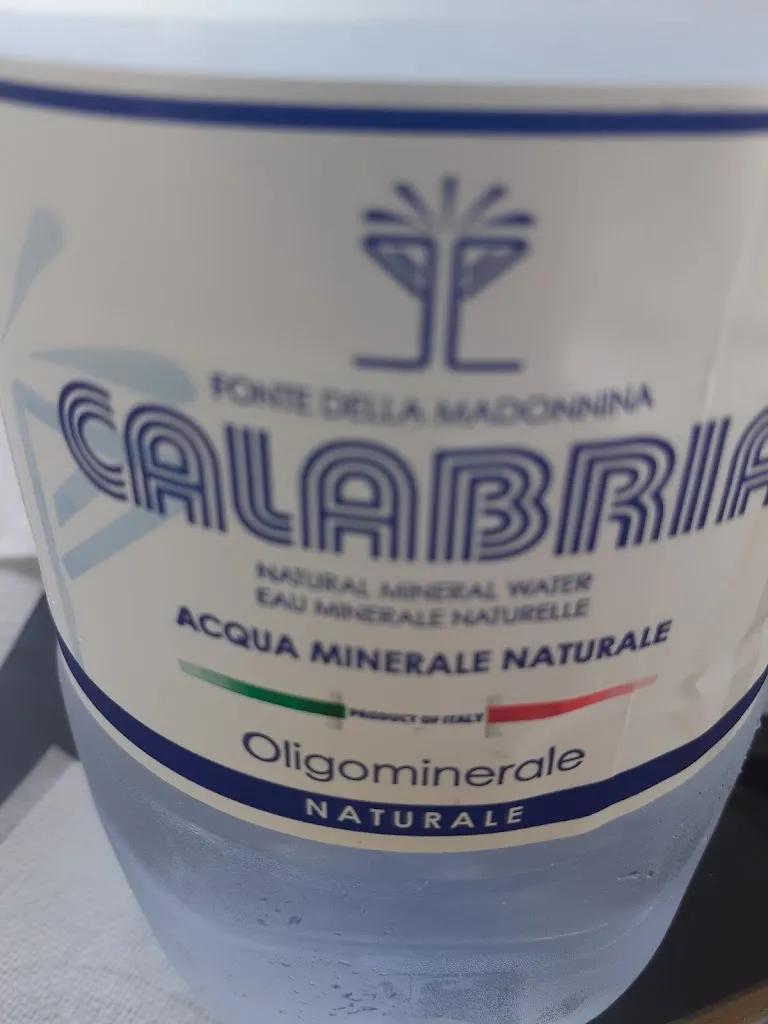 FONTE DELLA MADONNINA
CALABRIA
NATURAL MINERAL WATER
EAU MINERALE NATURELLE
ACQUA MINERALE NATURALE
PRODUCT OF ITALY
Oligominerale
NATURALE